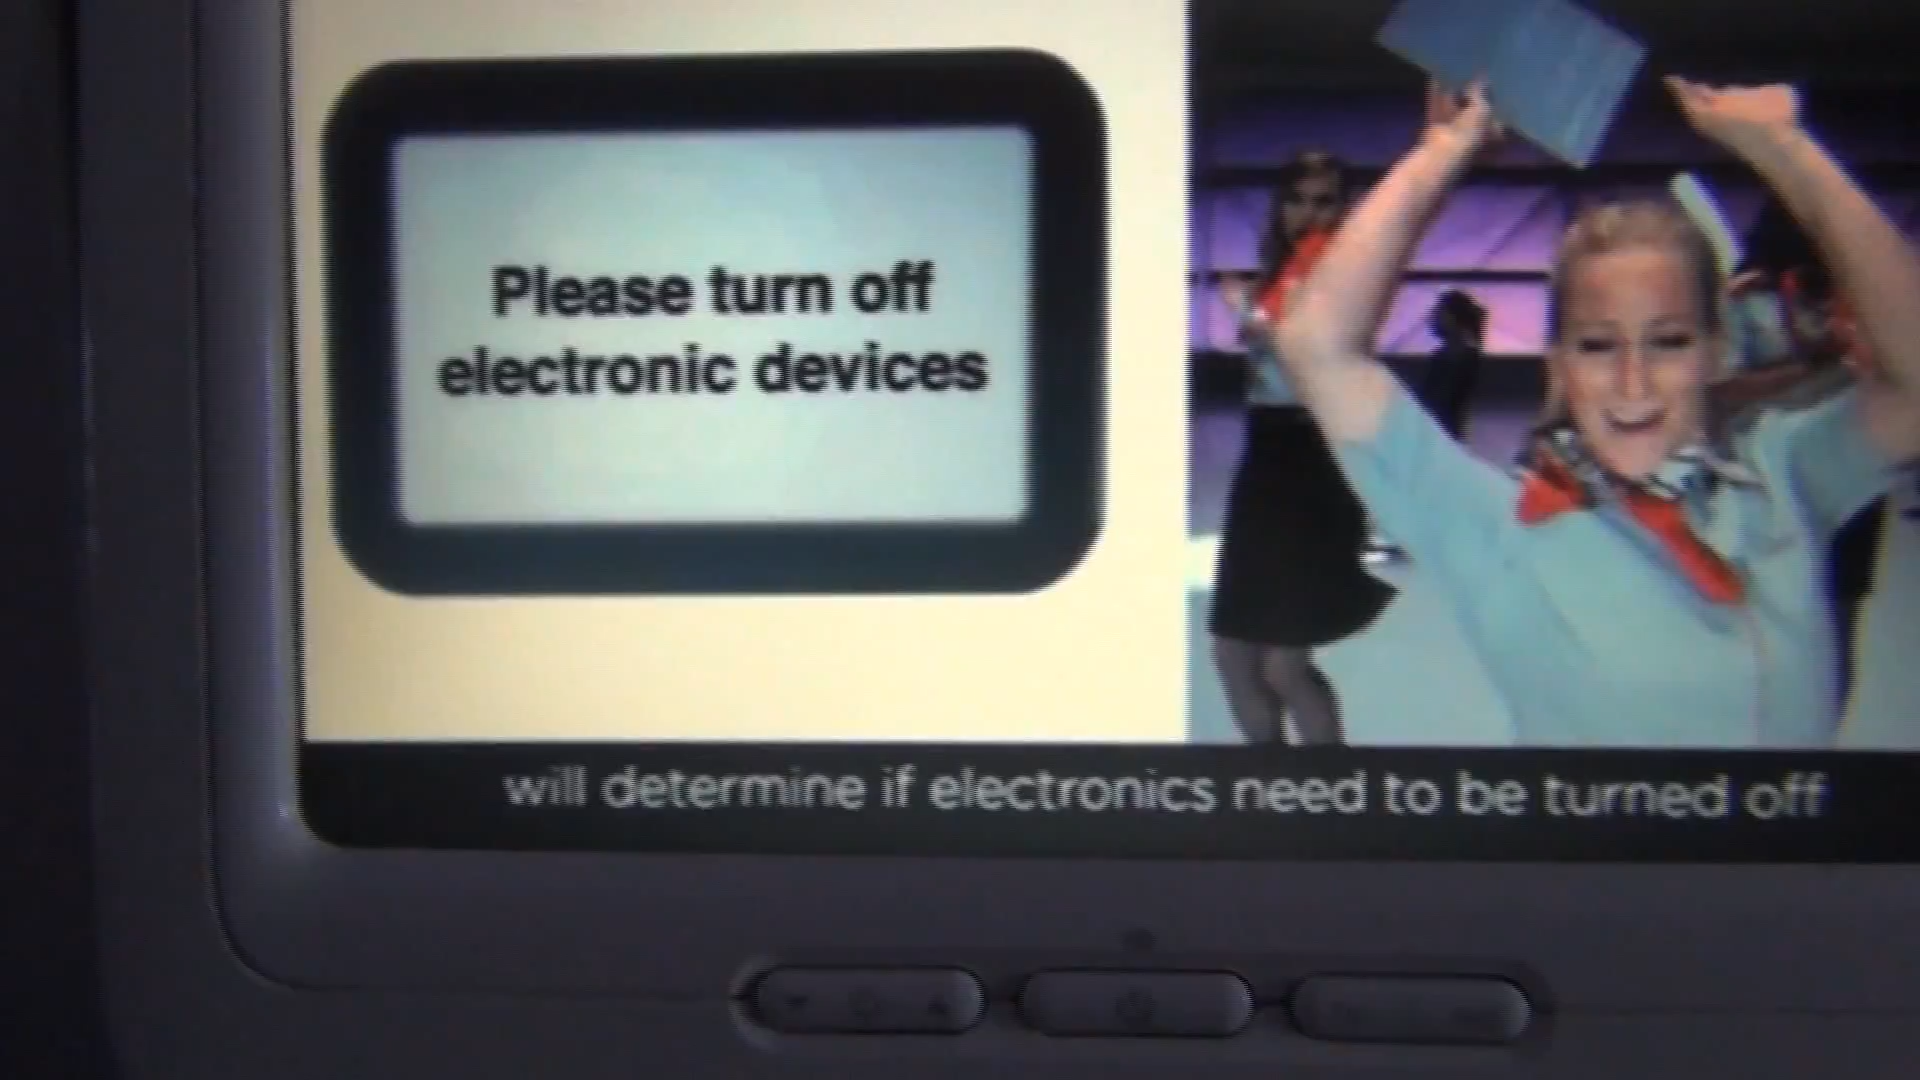 Please turn off
electronic devices
will determine if electronics need to be turned off